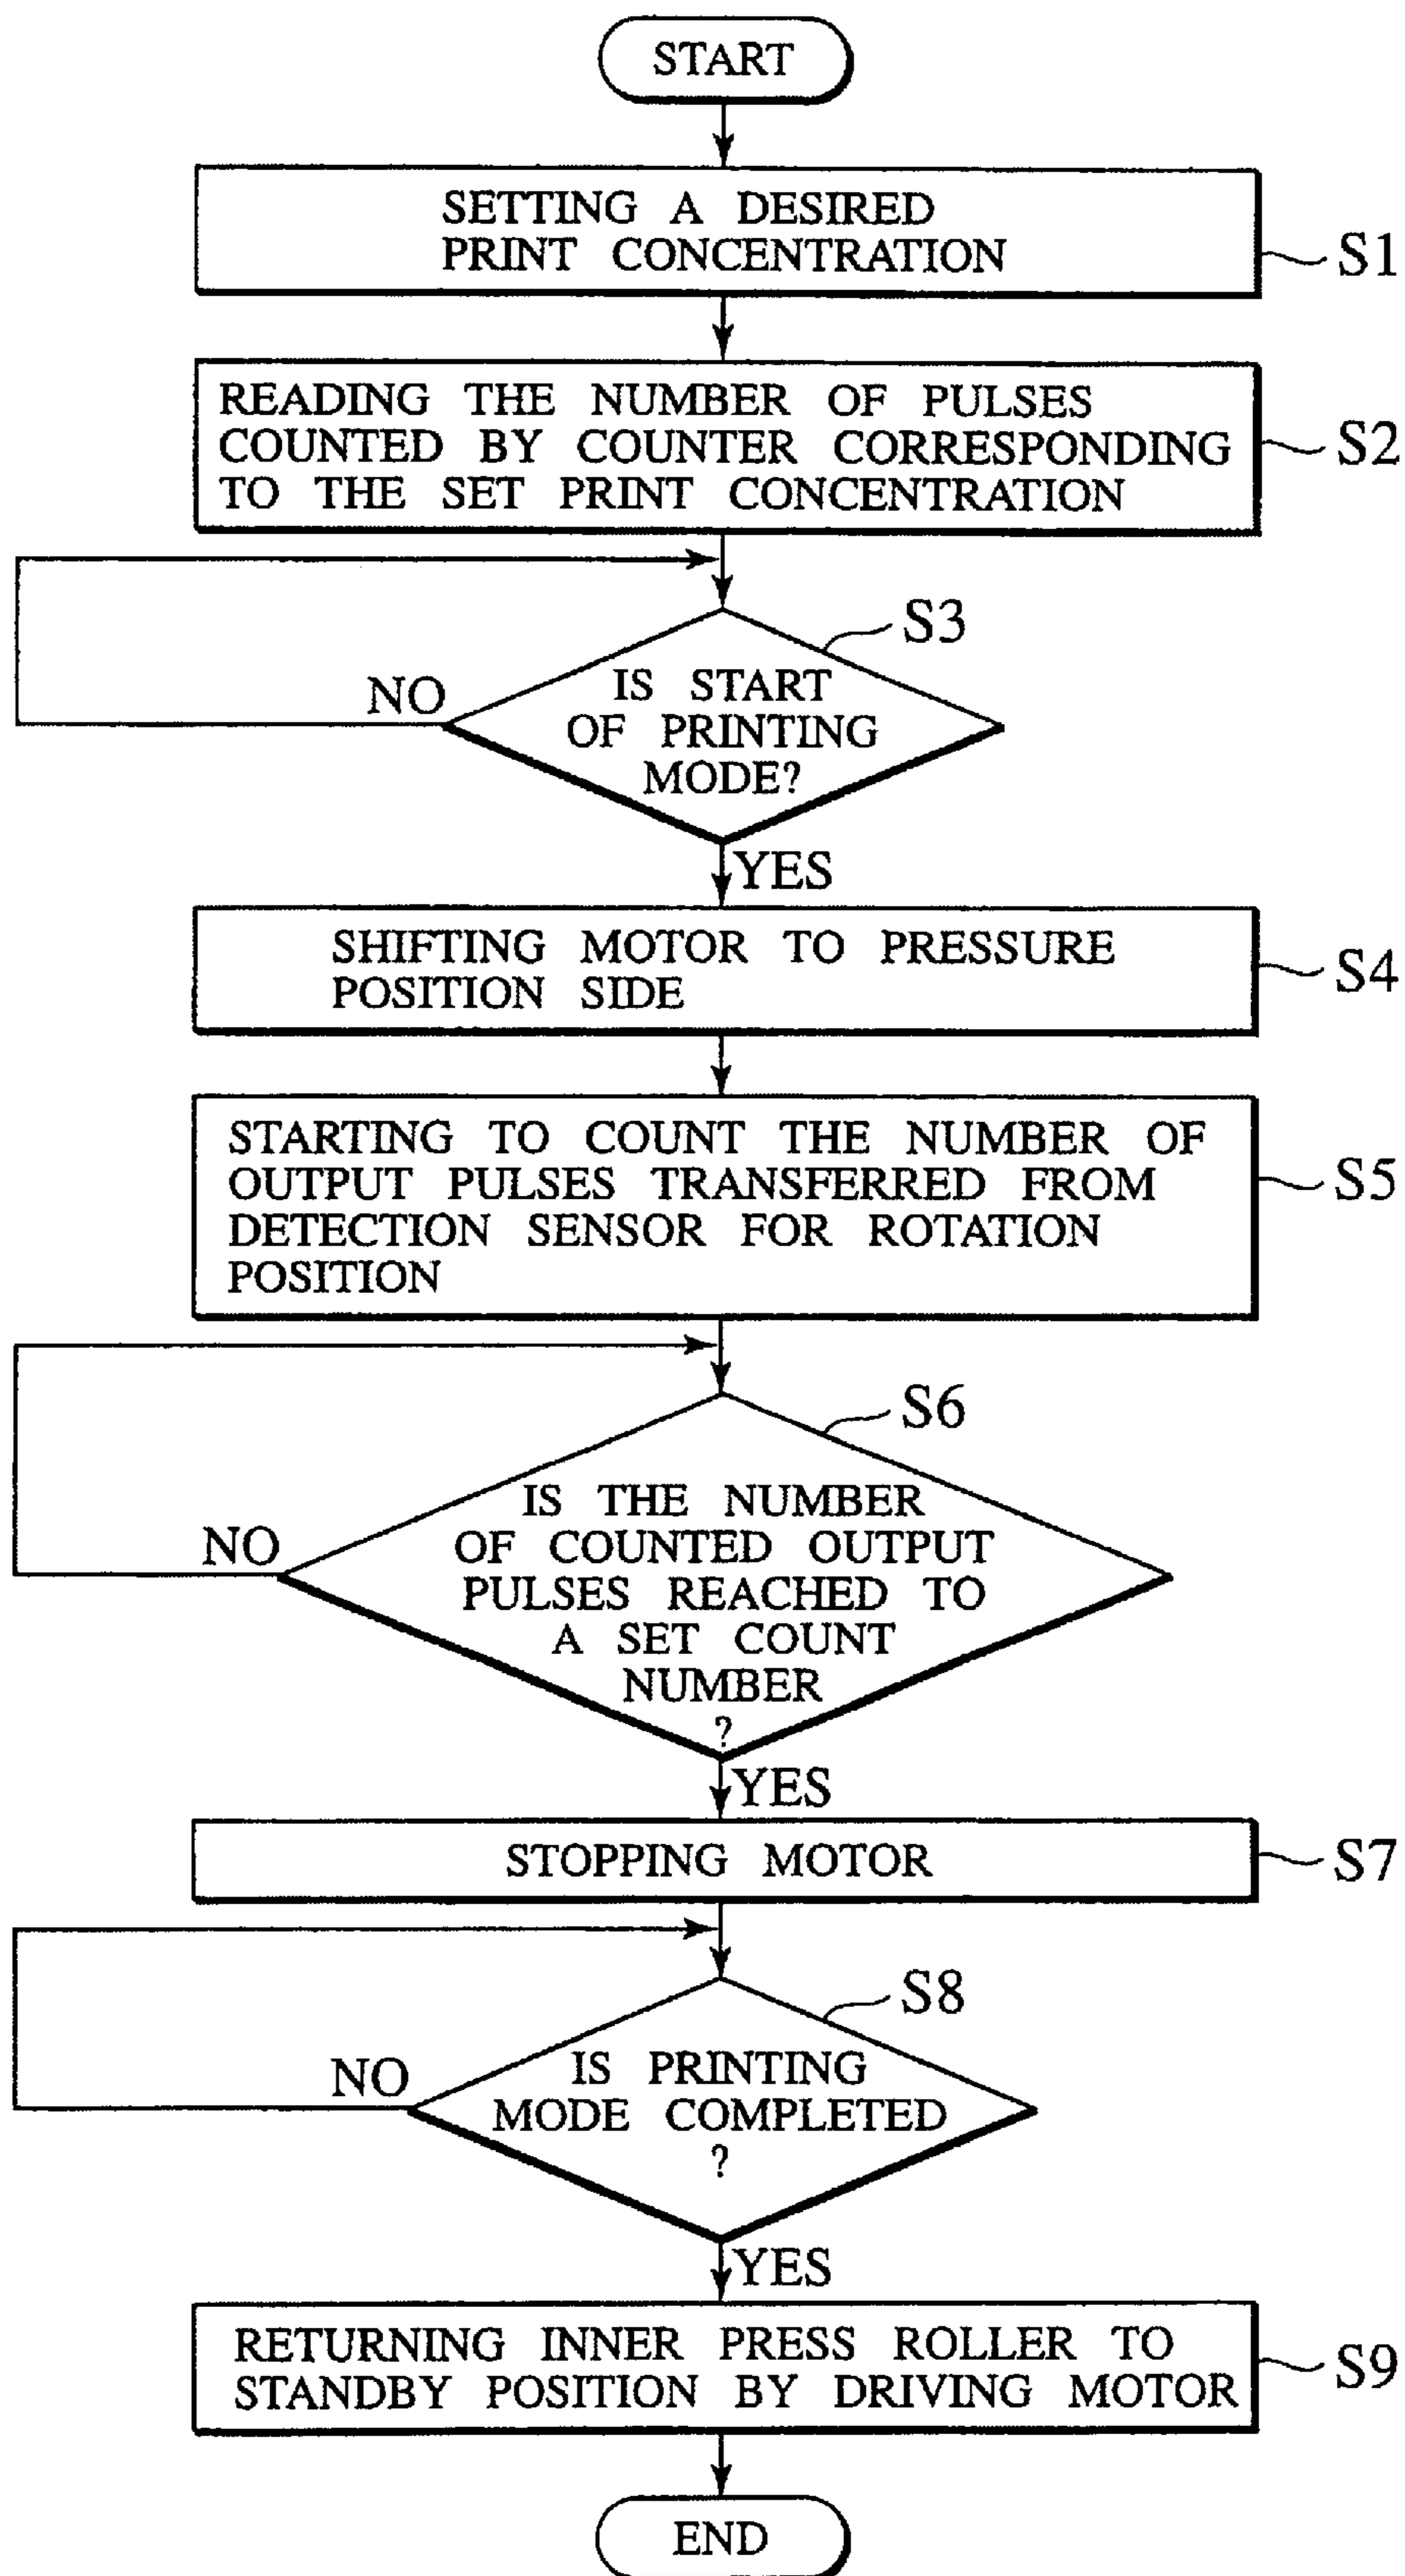 START
SETTING A DESIRED
PRINT CONCENTRATION
S1
READING THE NUMBER OF PULSES
COUNTED BY COUNTER CORRESPONDING
TO THE SET PRINT CONCENTRATION
S2
S3
IS START
OF PRINTING
MODE?
NO
YES
SHIFTING MOTOR TO PRESSURE
POSITION SIDE
S4
STARTING TO COUNT THE NUMBER OF
OUTPUT PULSES TRANSFERRED FROM
DETECTION SENSOR FOR ROTATION
POSITION
S5
S6
IS THE NUMBER
OF COUNTED OUTPUT
PULSES REACHED TO
A SET COUNT
NUMBER
?
NO
YES
STOPPING MOTOR
S7
S8
IS PRINTING
MODE COMPLETED
?
NO
YES
RETURNING INNER PRESS ROLLER TO
STANDBY POSITION BY DRIVING MOTOR
S9
END